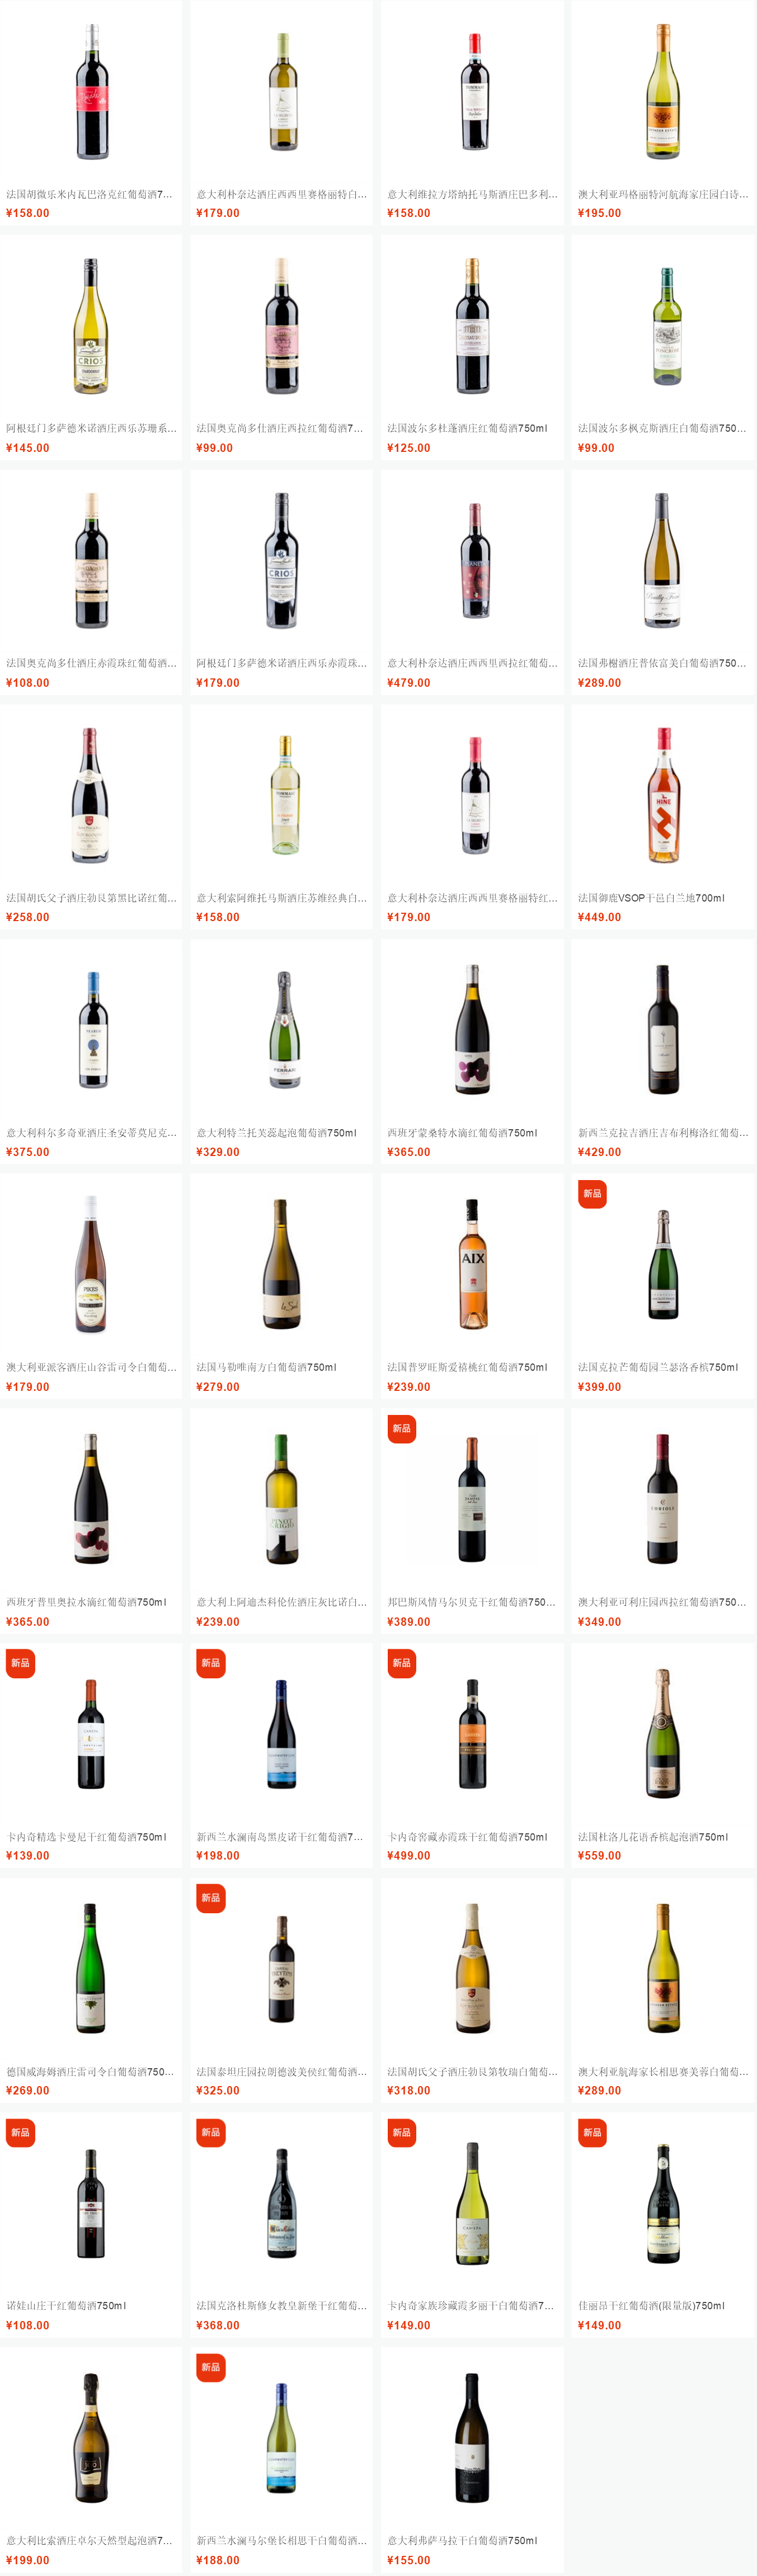 法国胡微乐米内瓦巴洛克红葡萄酒7...
意大利朴奈达酒庄西西里赛格丽特白...
意大利维拉方塔纳托马斯酒庄巴多利...
澳大利亚玛格丽特河航海家庄园白诗...
¥158.00
¥179.00
¥158.00
¥195.00
CRIOS
阿根廷门多萨德米诺酒庄西乐苏珊系...
法国奥克尚多仕酒庄西拉红葡萄酒7...
法国波尔多杜蓬酒庄红葡萄酒750ml
法国波尔多枫克斯酒庄白葡萄酒750...
¥145.00
¥99.00
¥125.00
¥99.00
CRIOS
法国奥克尚多仕酒庄赤霞珠红葡萄酒...
阿根廷门多萨德米诺酒庄西乐赤霞珠...
意大利朴奈达酒庄西西里西拉红葡萄...
法国弗榭酒庄普依富美白葡萄酒750...
¥108.00
¥179.00
¥479.00
¥289.00
HINE
法国胡氏父子酒庄勃艮第黑比诺红葡...
意大利索阿维托马斯酒庄苏维经典白...
意大利朴奈达酒庄西西里赛格丽特红...
法国御鹿VSOP干邑白兰地700ml
¥258.00
¥158.00
¥179.00
¥449.00
FERRARI
意大利科尔多奇亚酒庄圣安蒂莫尼克...
意大利特兰托芙蕊起泡葡萄酒750ml
西班牙蒙桑特水滴红葡萄酒750ml
新西兰克拉吉酒庄吉布利梅洛红葡萄...
¥375.00
¥329.00
¥365.00
¥429.00
新品
PIKES
le Sud
AIX
澳大利亚派客酒庄山谷雷司令白葡萄...
法国马勒唯南方白葡萄酒750ml
法国普罗旺斯爱禧桃红葡萄酒750ml
法国克拉芒葡萄园兰瑟洛香槟750ml
¥179.00
¥279.00
¥239.00
¥399.00
新品
PINOT
GRIGIO
CORIOLE
西班牙普里奥拉水滴红葡萄酒750ml
意大利上阿迪杰科伦佐酒庄灰比诺白...
邦巴斯风情马尔贝克干红葡萄酒750...
澳大利亚可利庄园西拉红葡萄酒750...
¥365.00
¥239.00
¥389.00
¥349.00
新品
新品
新品
卡内奇精选卡曼尼干红葡萄酒750ml
新西兰水澜南岛黑皮诺干红葡萄酒7...
卡内奇窖藏赤霞珠干红葡萄酒750ml
法国杜洛儿花语香槟起泡酒750ml
¥139.00
¥198.00
¥499.00
¥559.00
新品
德国威海姆酒庄雷司令白葡萄酒750...
法国泰坦庄园拉朗德波美侯红葡萄酒...
法国胡氏父子酒庄勃艮第牧瑞白葡萄...
澳大利亚航海家长相思赛美蓉白葡萄...
¥269.00
¥325.00
¥318.00
¥289.00
新品
新品
新品
新品
诺娃山庄干红葡萄酒750ml
法国克洛杜斯修女教皇新堡干红葡萄...
卡内奇家族珍藏霞多丽干白葡萄酒7...
佳丽昂干红葡萄酒(限量版)750ml
¥108.00
¥368.00
¥149.00
¥149.00
新品
意大利比索酒庄卓尔天然型起泡酒7...
新西兰水澜马尔堡长相思干白葡萄酒...
意大利弗萨马拉干白葡萄酒750ml
¥199.00
¥188.00
¥155.00